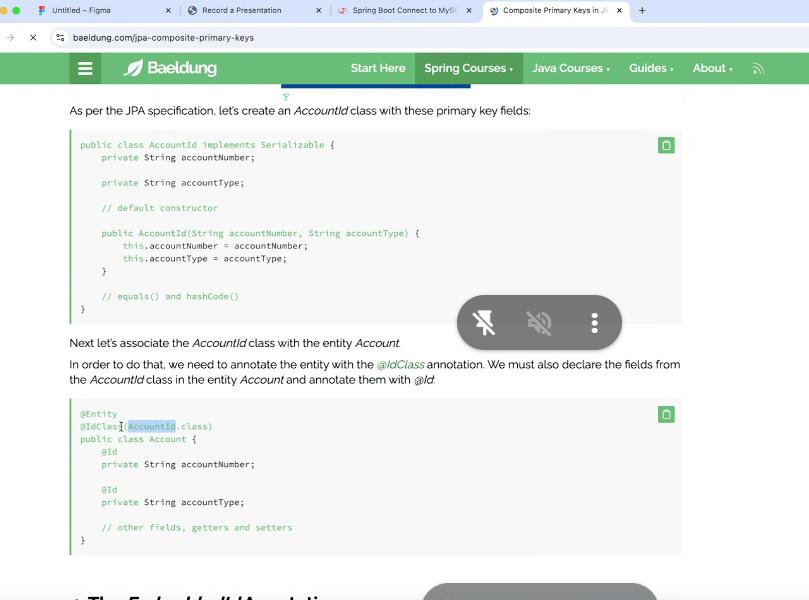 Untitled – Figma
Record a Presentation
Spring Boot Connect to MySQ
Composite Primary Keys in JP
baeldung.com/jpa-composite-primary-keys
Baeldung
Start Here
Spring Courses
Java Courses
Guides
About
As per the JPA specification, let's create an AccountId class with these primary key fields:
public class AccountId implements Serializable {
private String accountNumber;
private String accountType;
// default constructor
public AccountId(String accountNumber, String accountType) {
this.accountNumber = accountNumber;
this.accountType = accountType;
}
// equals() and hashCode()
}
Next let's associate the AccountId class with the entity Account.
In order to do that, we need to annotate the entity with the @IdClass annotation. We must also declare the fields from
the AccountId class in the entity Account and annotate them with @Id:
@Entity
@IdClass(AccountId.class)
public class Account {
@Id
private String accountNumber;
@Id
private String accountType;
// other fields, getters and setters
}